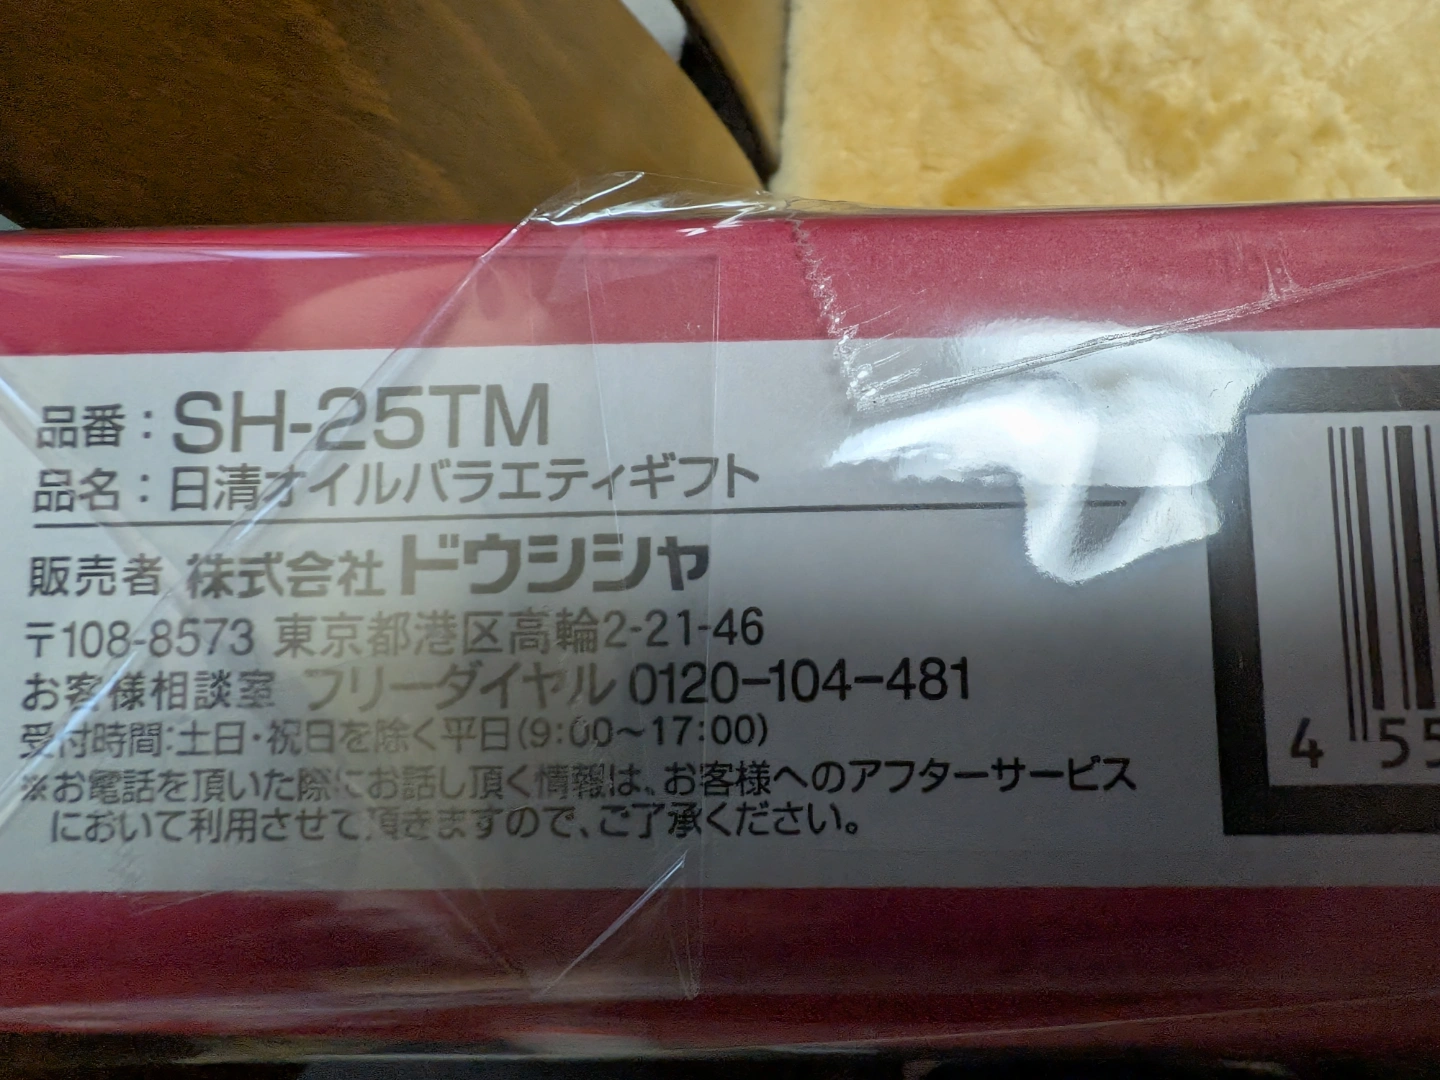 品番：SH-25TM
品名：日清オイルバラエティギフト
販売者 株式会社ドウシシャ
〒108-8573 東京都港区高輪2-21-46
お客様相談室 フリーダイヤル 0120-104-481
受付時間:土日・祝日を除く平日(9:00～17:00)
※お電話を頂いた際にお話し頂く情報は、お客様へのアフターサービス
において利用させて頂きますので、ご了承ください。
4 55